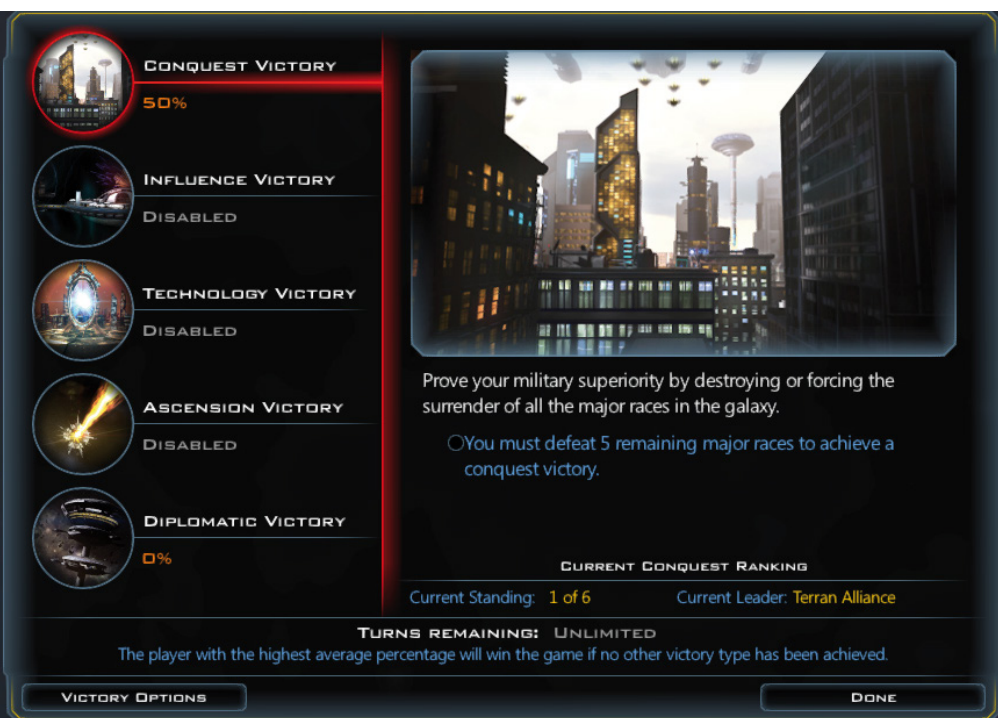 Conquest Victory
50%
Influence Victory
Disabled
Technology Victory
Disabled
Ascension Victory
Disabled
Diplomatic Victory
0%
Prove your military superiority by destroying or forcing the
surrender of all the major races in the galaxy.
You must defeat 5 remaining major races to achieve a
conquest victory.
Current Conquest Ranking
Current Standing: 1 of 6 Current Leader: Terran Alliance
Turns remaining: Unlimited
The player with the highest average percentage will win the game if no other victory type has been achieved.
Victory Options
Done